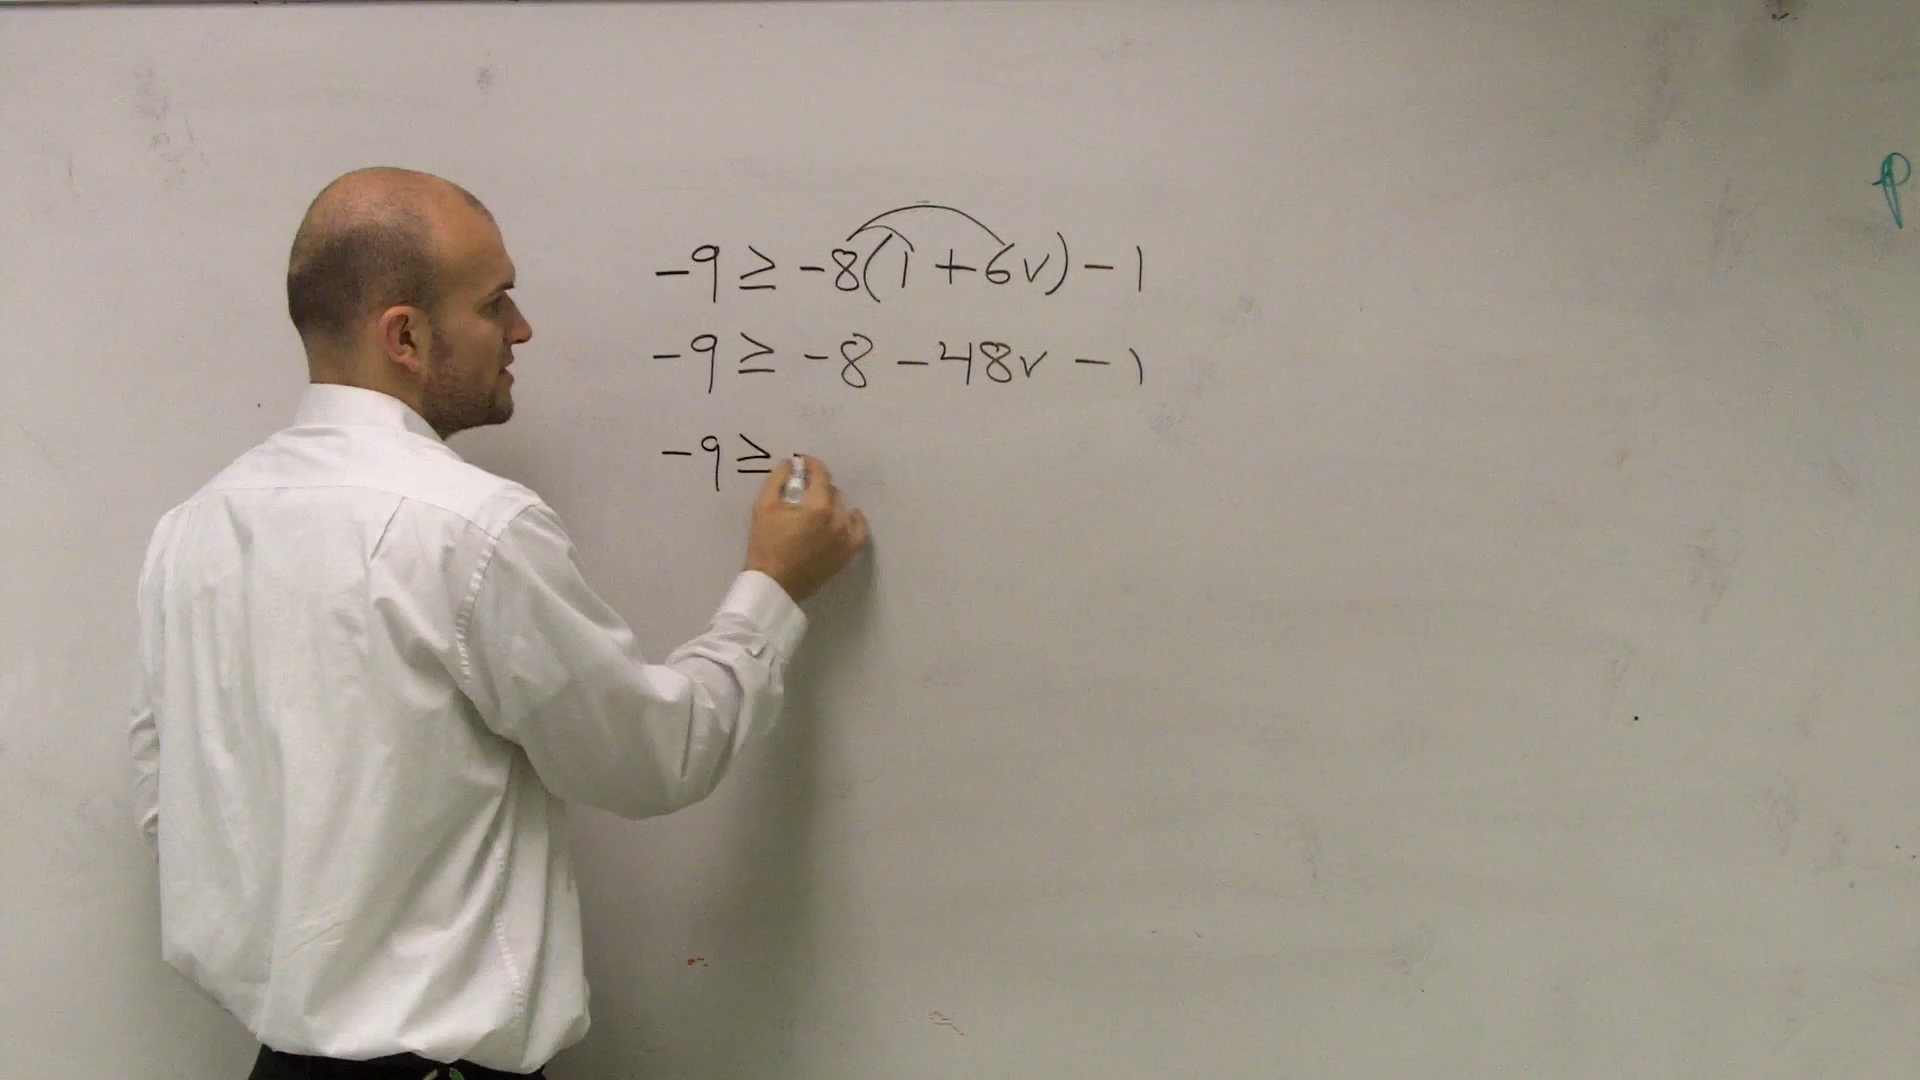 -9 ≥ -8(1+6v)-1
-9 ≥ -8-48v-1
-9 ≥ -
p